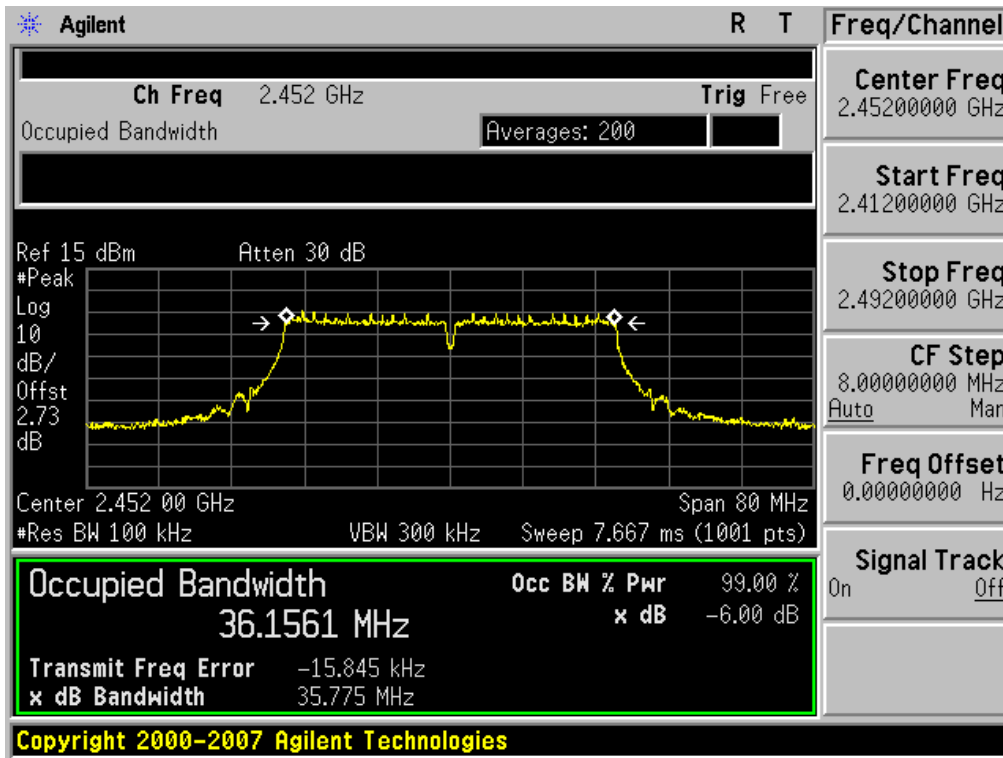 Agilent R T Freq/Channel
Ch Freq 2.452 GHz Trig Free
Occupied Bandwidth Averages: 200
Ref 15 dBm Atten 30 dB
#Peak
Log
10
dB/
Offst
2.73
dB
Center 2.452 00 GHz Span 80 MHz
#Res BW 100 kHz VBW 300 kHz Sweep 7.667 ms (1001 pts)
Occupied Bandwidth Occ BW % Pwr 99.00 %
36.1561 MHz x dB -6.00 dB
Transmit Freq Error -15.845 kHz
x dB Bandwidth 35.775 MHz
Copyright 2000-2007 Agilent Technologies
Center Freq
2.45200000 GHz
Start Freq
2.41200000 GHz
Stop Freq
2.49200000 GHz
CF Step
8.00000000 MHz
Auto Man
Freq Offset
0.00000000 Hz
Signal Track
On Off